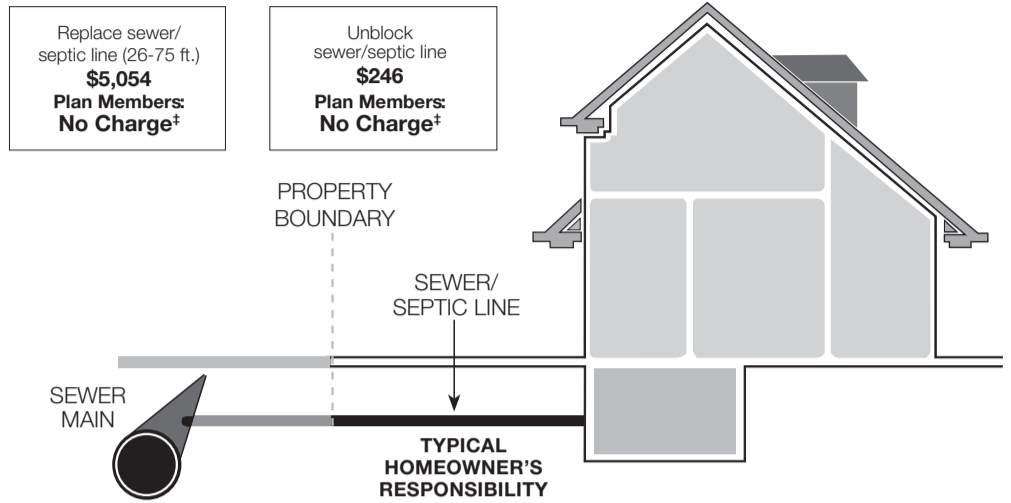 Replace sewer/
septic line (26-75 ft.)
$5,054
Plan Members:
No Charge‡
Unblock
sewer/septic line
$246
Plan Members:
No Charge‡
PROPERTY
BOUNDARY
SEWER/
SEPTIC LINE
SEWER
MAIN
TYPICAL
HOMEOWNER'S
RESPONSIBILITY